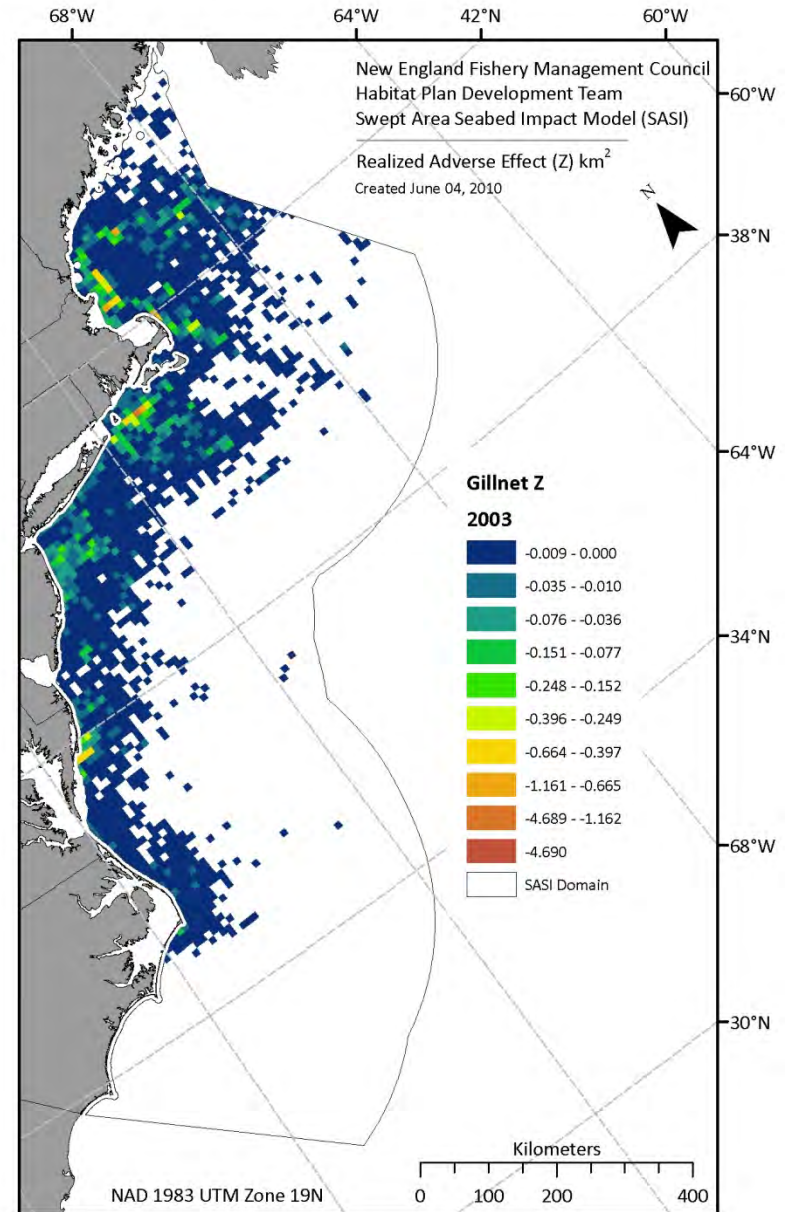 68°W 64°W 42°N 60°W
New England Fishery Management Council
Habitat Plan Development Team
Swept Area Seabed Impact Model (SASI)
Realized Adverse Effect (Z) km²
Created June 04, 2010
60°W
N
38°N
64°W
Gillnet Z
2003
-0.009 - 0.000
-0.035 - -0.010
-0.076 - -0.036
34°N
-0.151 - -0.077
-0.248 - -0.152
-0.396 - -0.249
-0.664 - -0.397
-1.161 - -0.665
-4.689 - -1.162
68°W
-4.690
SASI Domain
30°N
Kilometers
NAD 1983 UTM Zone 19N
0 100 200 400